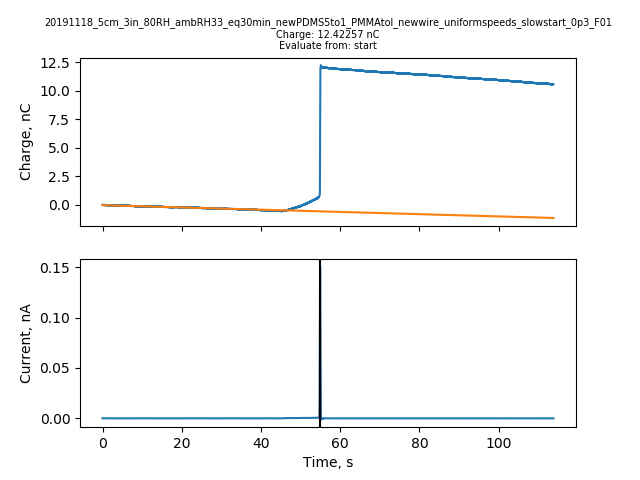 20191118_5cm_3in_80RH_ambRH33_eq30min_newPDMS5to1_PMMAtol_newwire_uniformspeeds_slowstart_0p3_F01
Charge: 12.42257 nC
Evaluate from: start
12.5
10.0
7.5
5.0
2.5
0.0
Charge, nC
0.15
0.10
0.05
0.00
Current, nA
0 20 40 60 80 100
Time, s